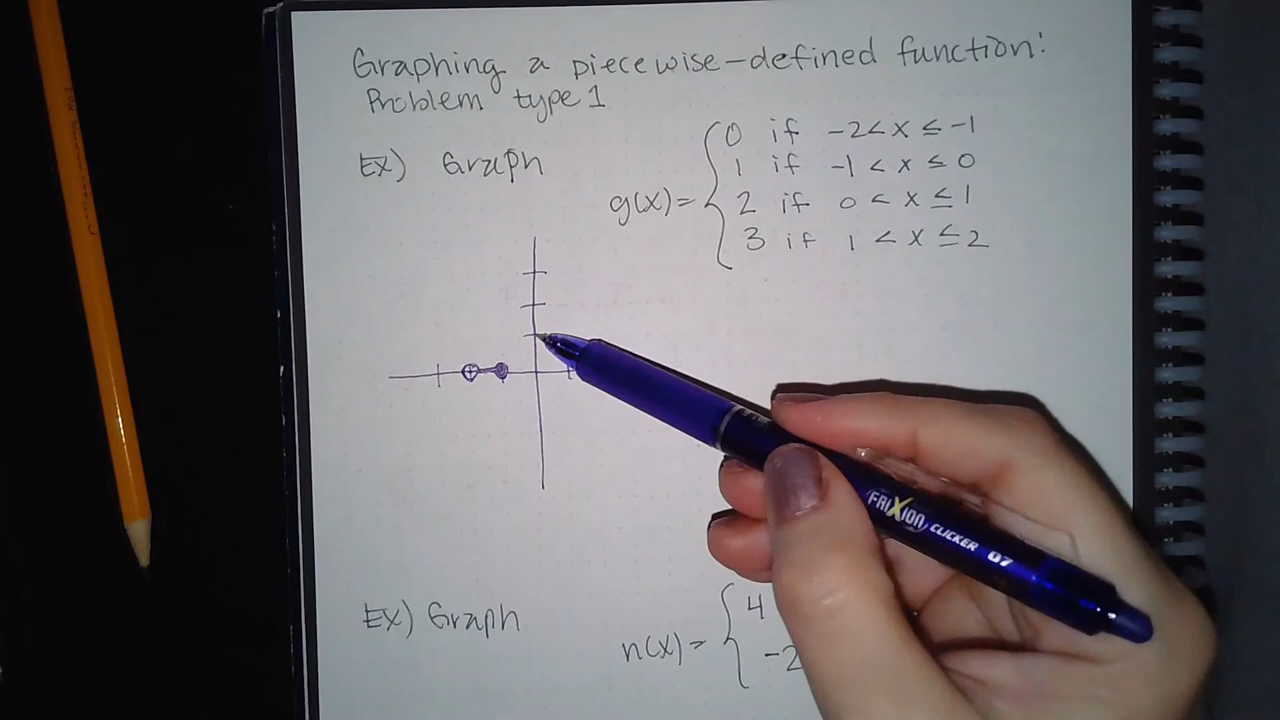 Graphing a piecewise-defined function:
Problem type 1
Ex) Graph
g(x) = { 0 if -2 < x ≤ -1
1 if -1 < x ≤ 0
2 if 0 < x ≤ 1
3 if 1 < x ≤ 2
FRIXION CLICKER 07
Ex) Graph
n(x) = { 4
-2